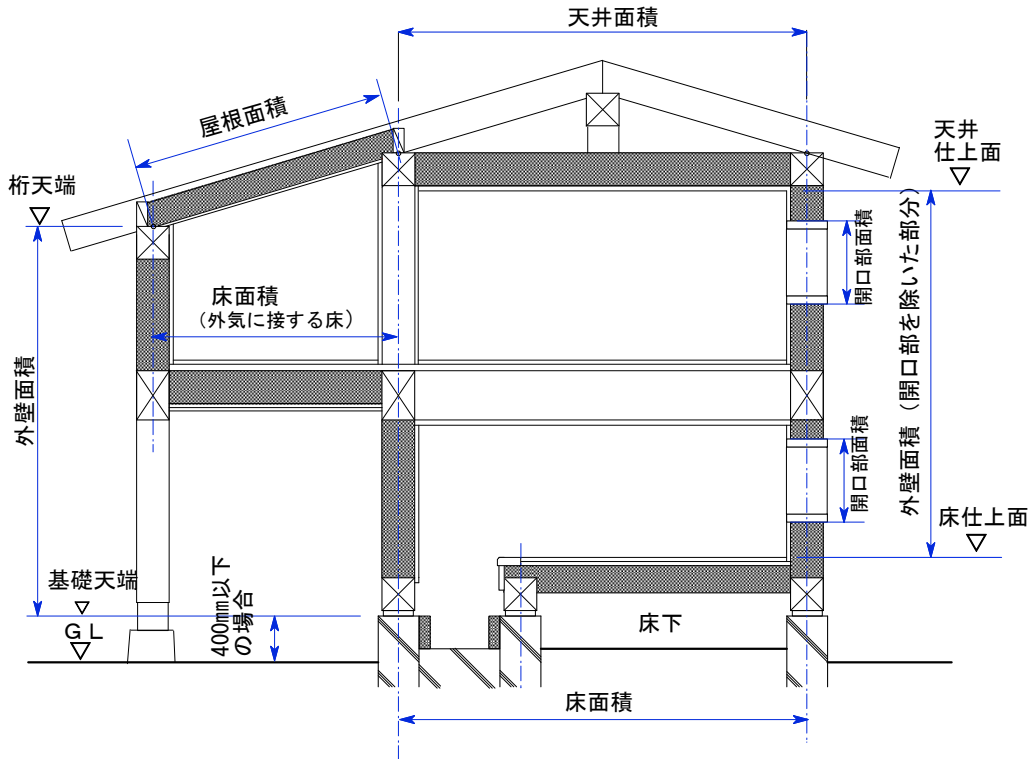 天井面積
屋根面積
天井
仕上面
桁天端
開口部面積
外壁面積（開口部を除いた部分）
床面積
（外気に接する床）
外壁面積
開口部面積
床仕上面
基礎天端
400mm以下
の場合
ＧＬ
床下
床面積